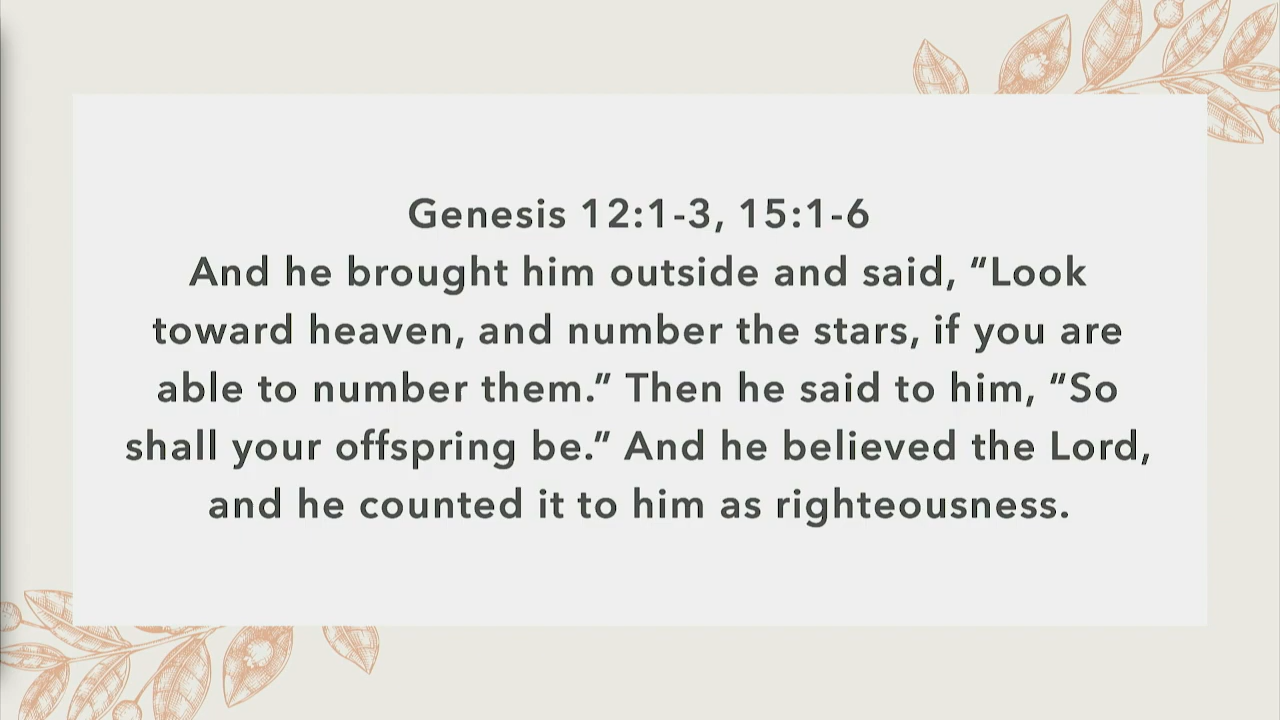 Genesis 12:1-3, 15:1-6
And he brought him outside and said, “Look
toward heaven, and number the stars, if you are
able to number them.” Then he said to him, “So
shall your offspring be.” And he believed the Lord,
and he counted it to him as righteousness.